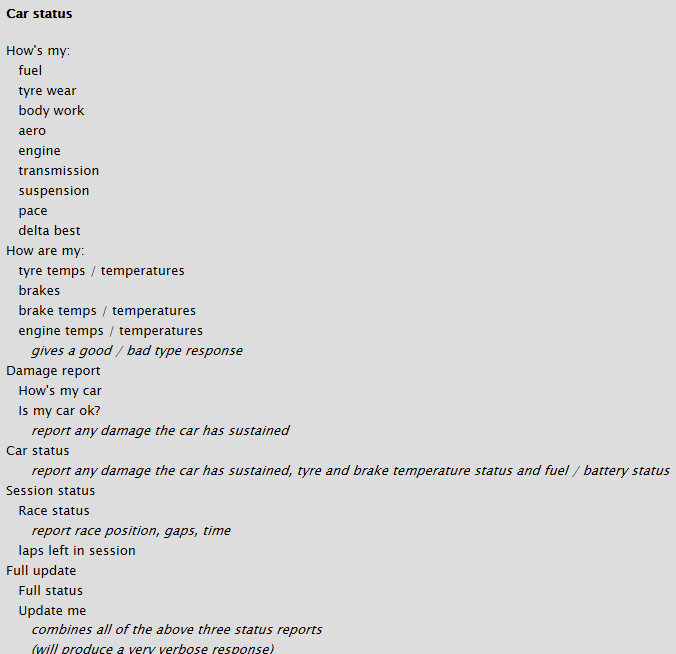 Car status
How's my:
fuel
tyre wear
body work
aero
engine
transmission
suspension
pace
delta best
How are my:
tyre temps / temperatures
brakes
brake temps / temperatures
engine temps / temperatures
gives a good / bad type response
Damage report
How's my car
Is my car ok?
report any damage the car has sustained
Car status
report any damage the car has sustained, tyre and brake temperature status and fuel / battery status
Session status
Race status
report race position, gaps, time
laps left in session
Full update
Full status
Update me
combines all of the above three status reports
(will produce a very verbose response)